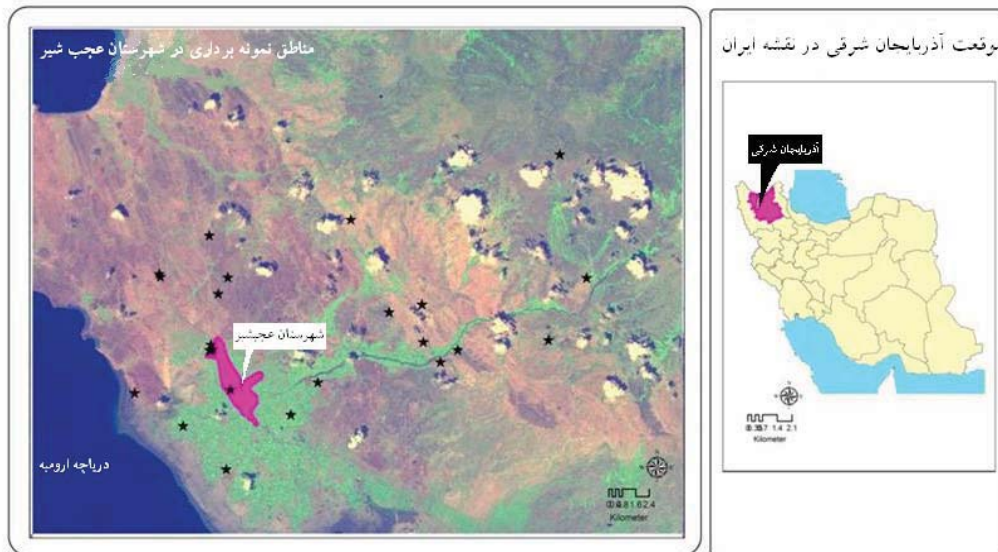 مناطق نمونه برداری در شهرستان عجب شیر
شهرستان عجبشیر
دریاچه ارومیه
Kilometer
موقعت آذربایجان شرقی در نقشه ایران
آذربایجان شرقی
Kilometer